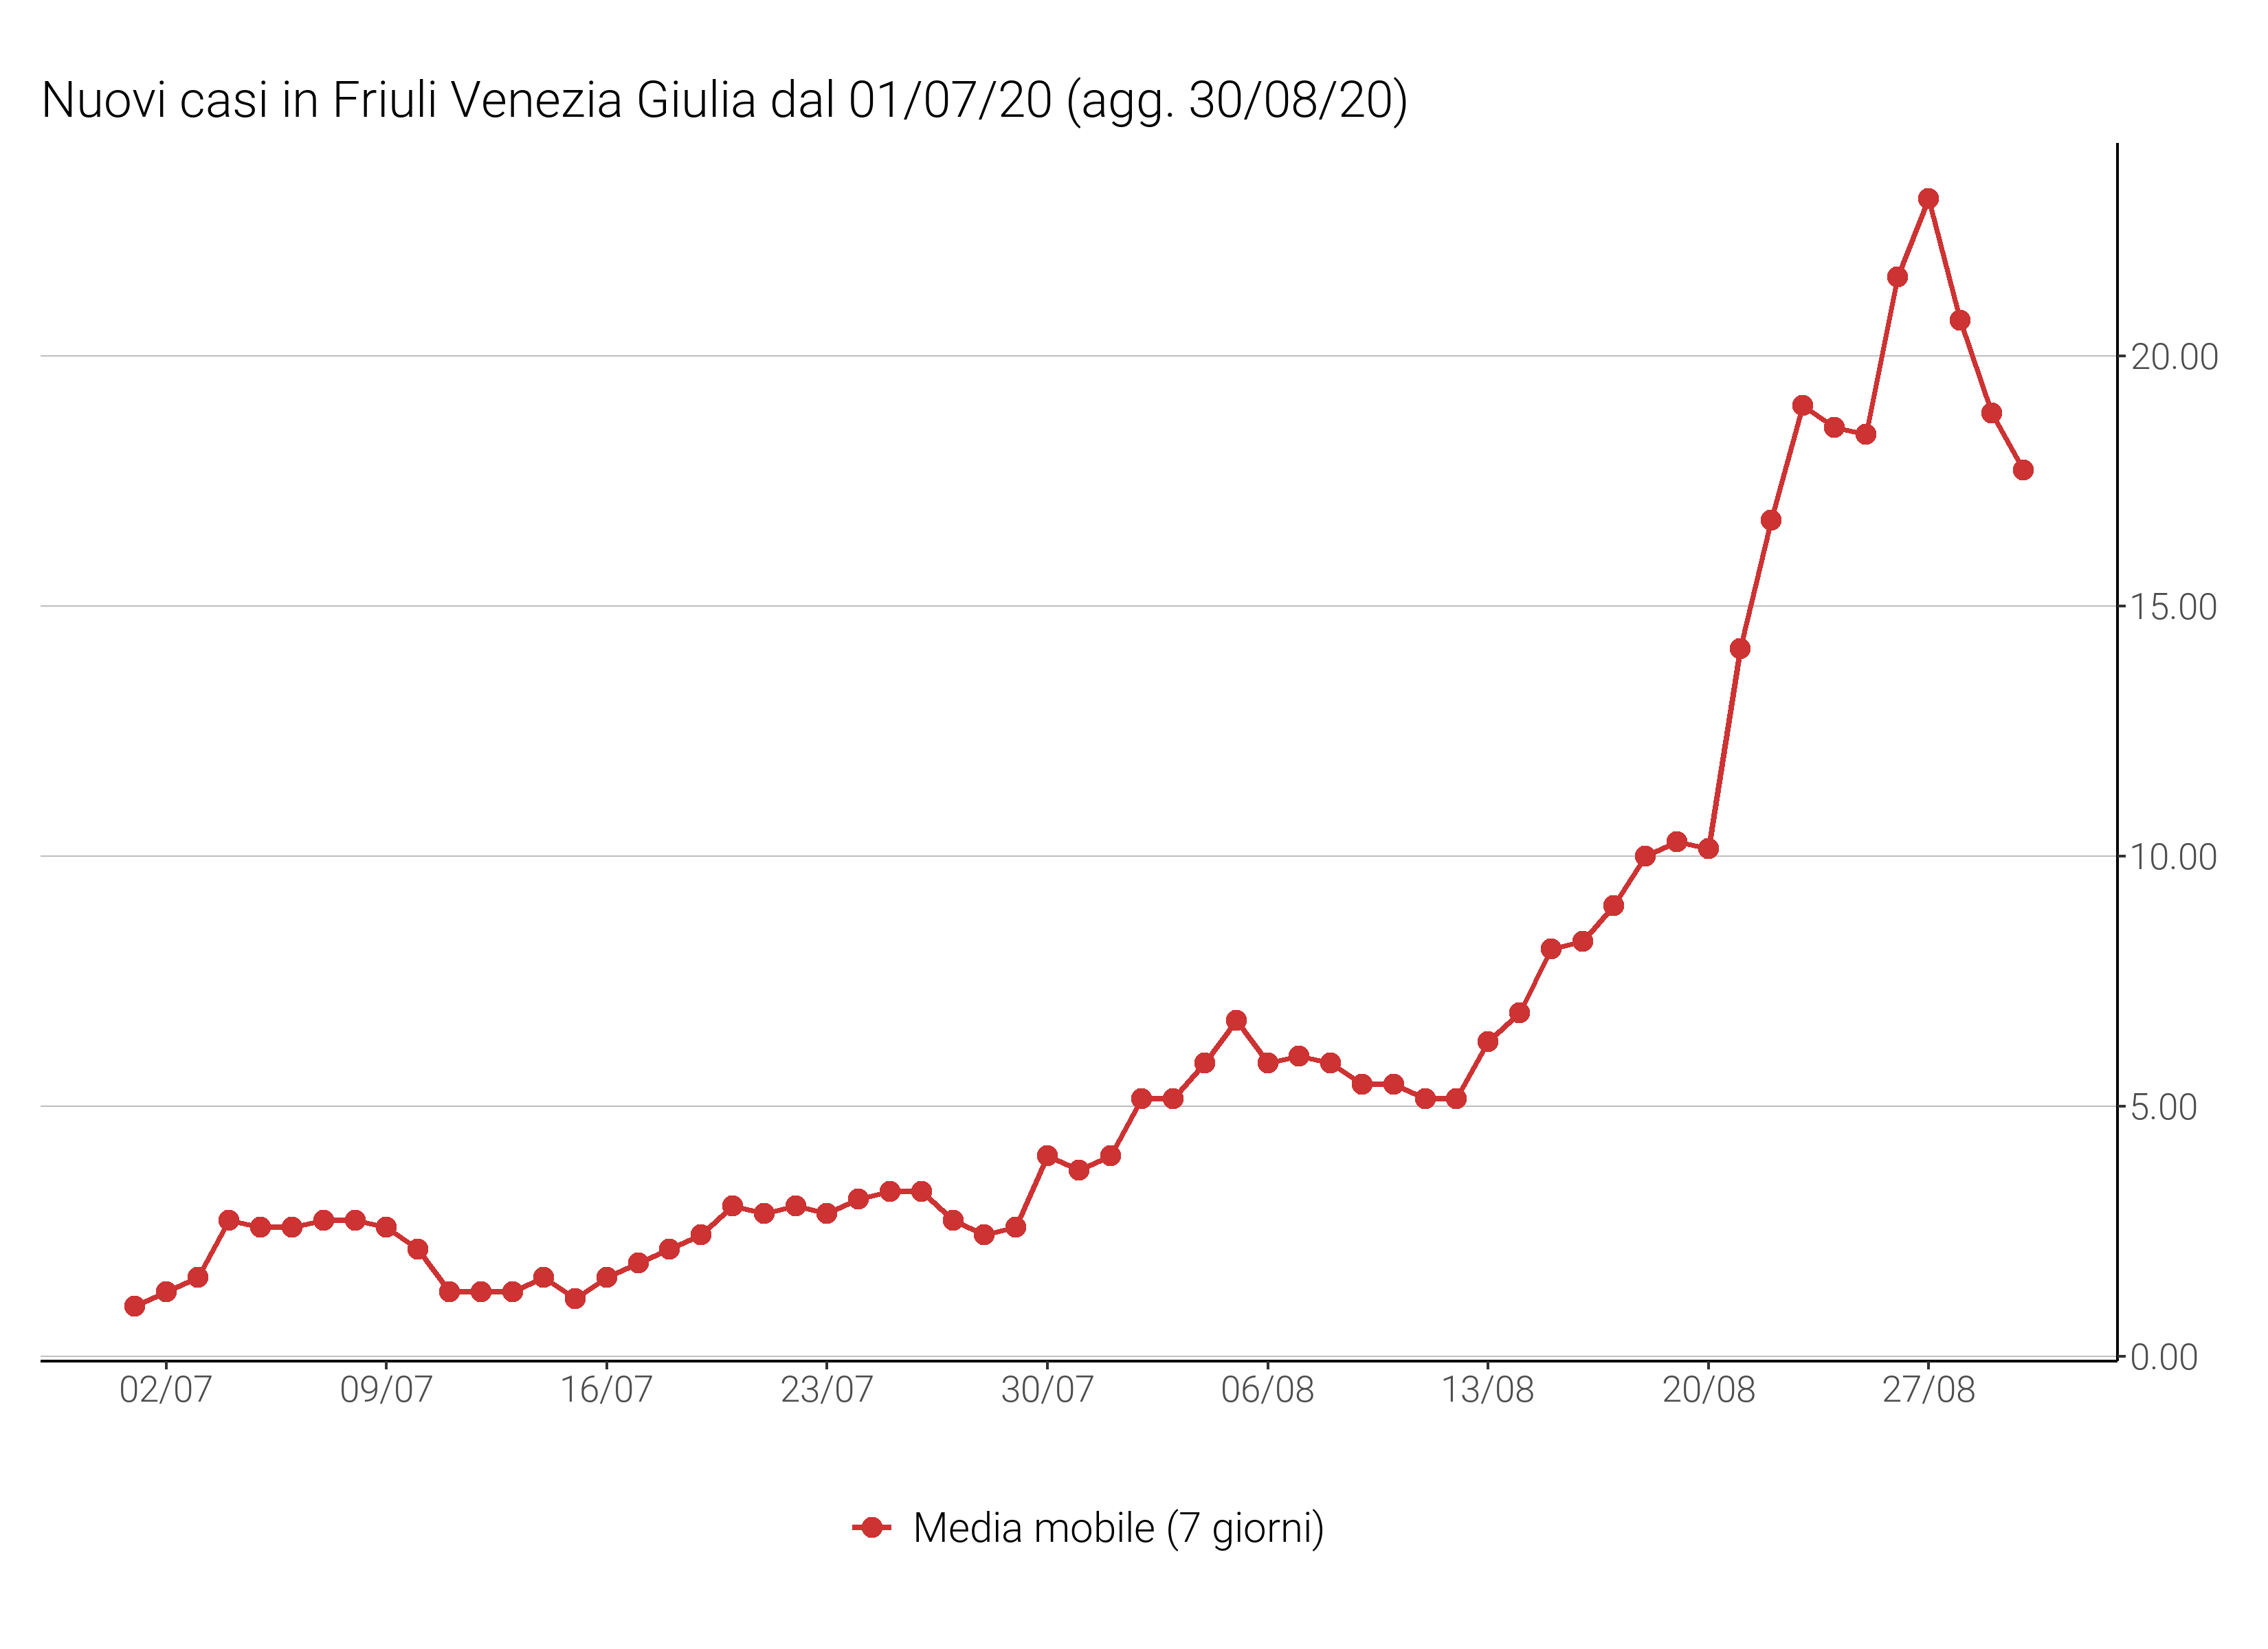 Nuovi casi in Friuli Venezia Giulia dal 01/07/20 (agg. 30/08/20)
20.00
15.00
10.00
5.00
0.00
02/07 09/07 16/07 23/07 30/07 06/08 13/08 20/08 27/08
Media mobile (7 giorni)